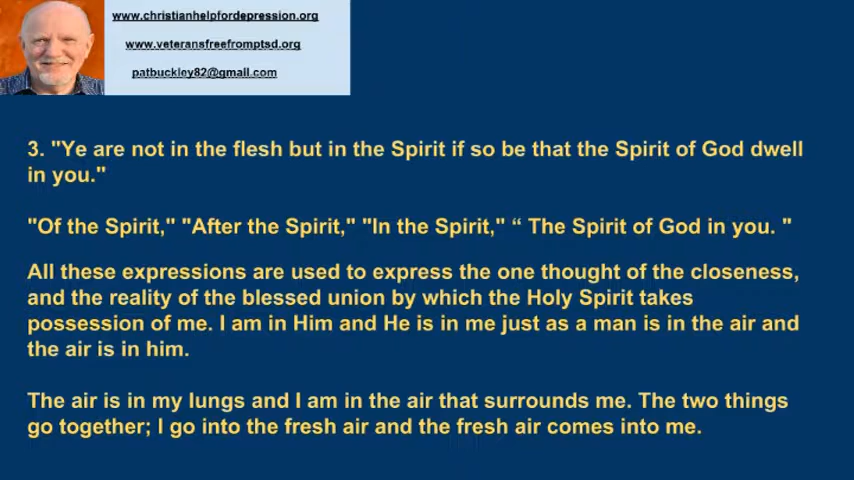 www.christianhelpfordepression.org
www.veteransfreefromptsd.org
patbuckley82@gmail.com
3. "Ye are not in the flesh but in the Spirit if so be that the Spirit of God dwell
in you."
"Of the Spirit," "After the Spirit," "In the Spirit," “ The Spirit of God in you. "
All these expressions are used to express the one thought of the closeness,
and the reality of the blessed union by which the Holy Spirit takes
possession of me. I am in Him and He is in me just as a man is in the air and
the air is in him.
The air is in my lungs and I am in the air that surrounds me. The two things
go together; I go into the fresh air and the fresh air comes into me.